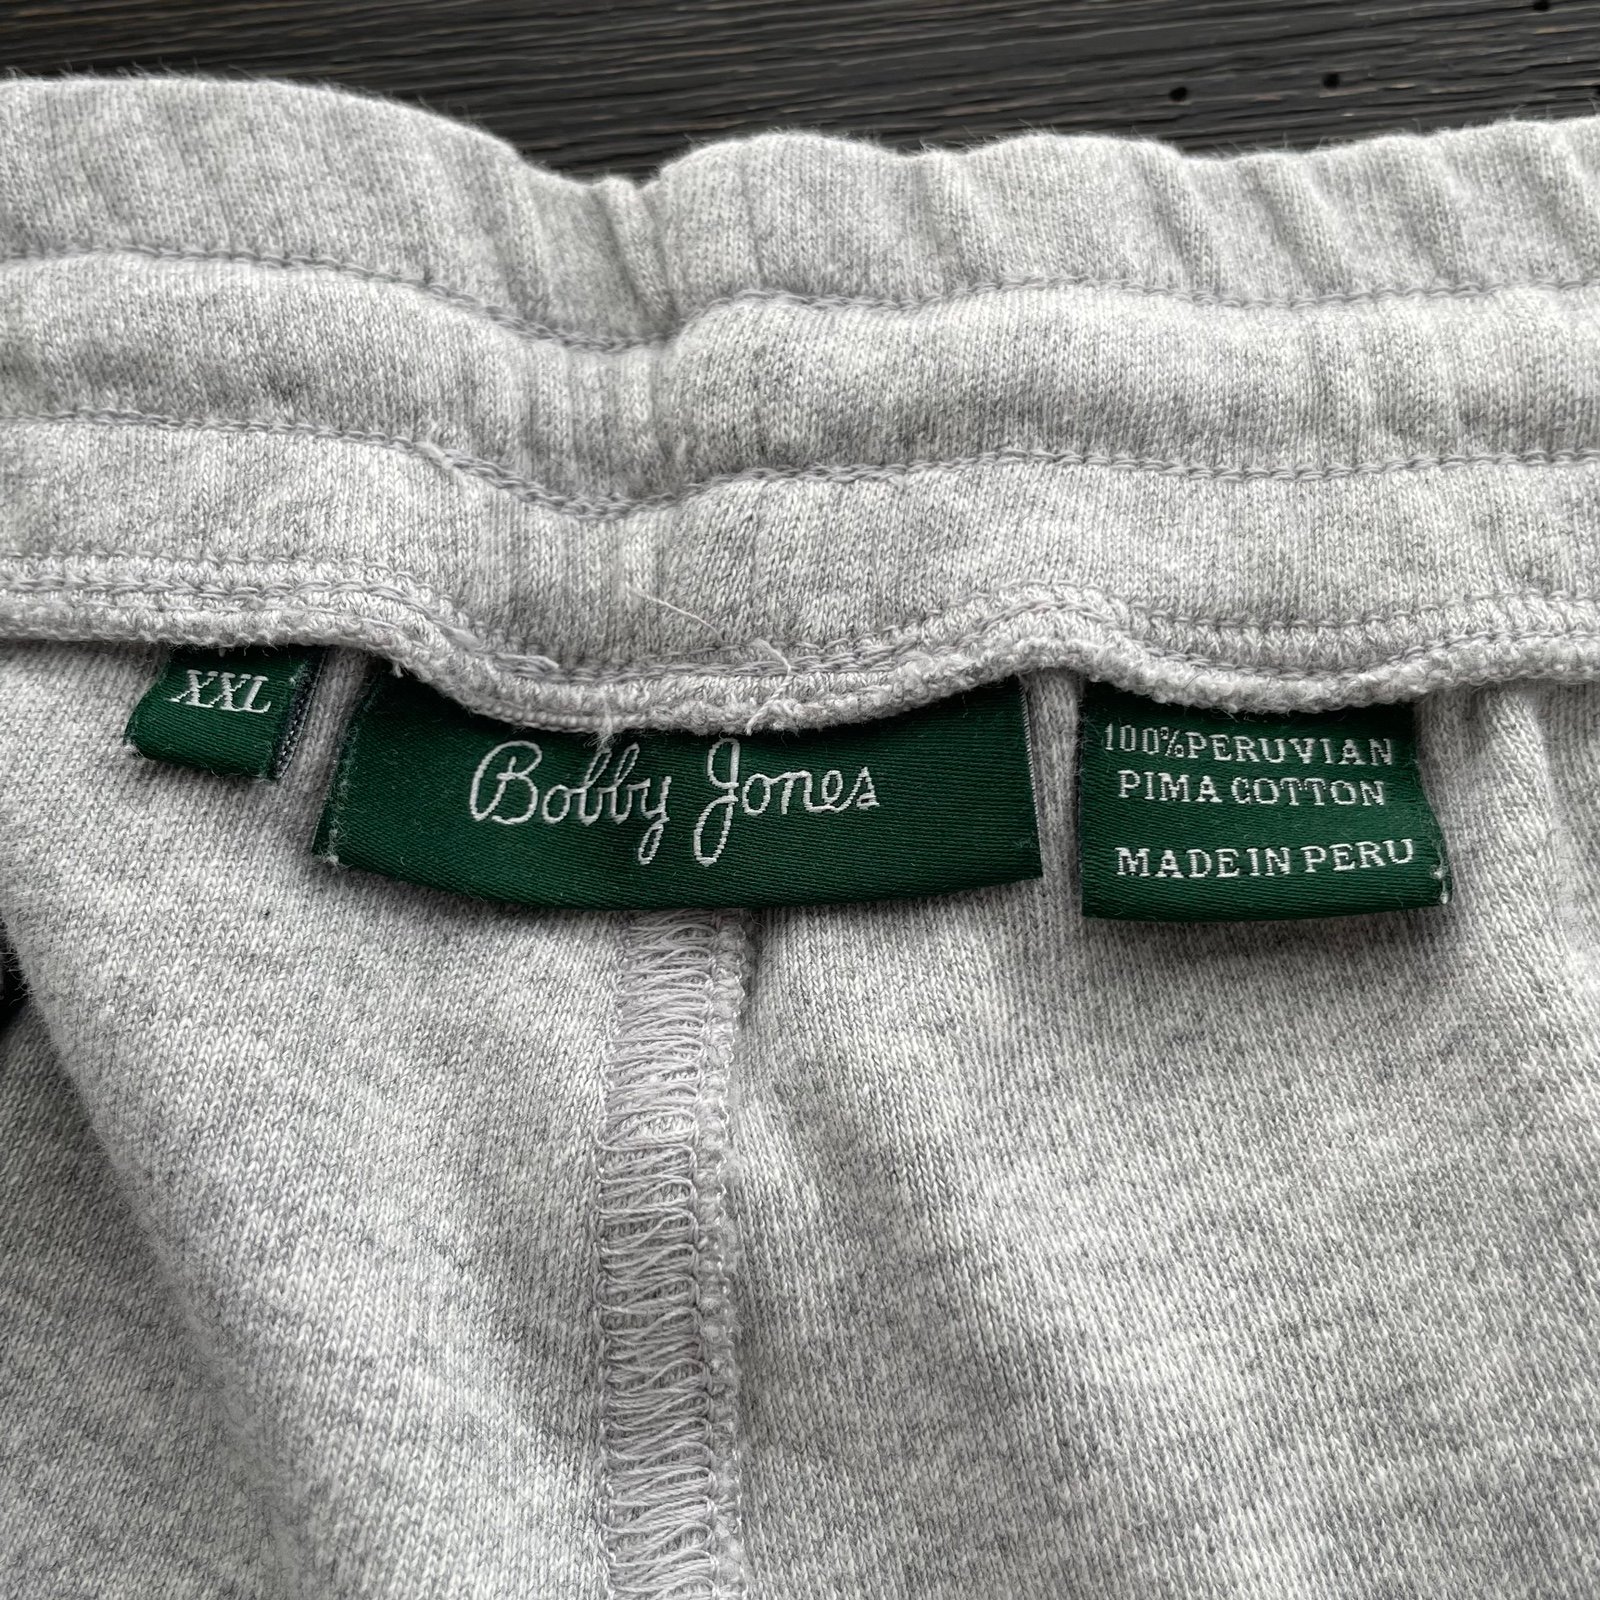 XXL
Bobby Jones
100% PERUVIAN
PIMA COTTON
MADE IN PERU